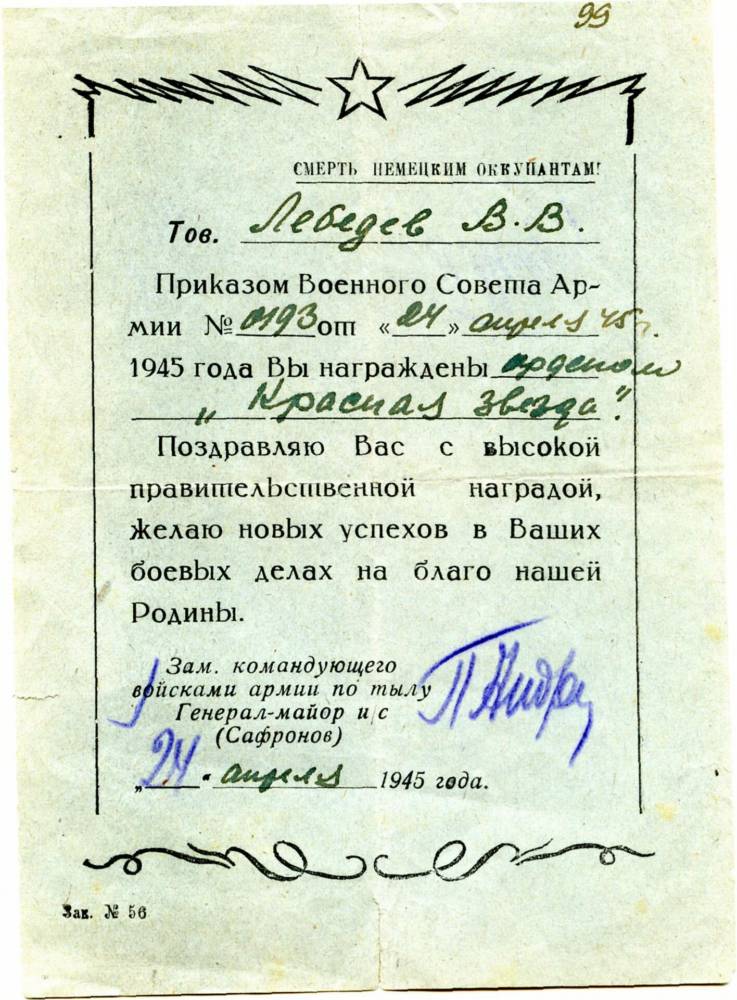 99
СМЕРТЬ НЕМЕЦКИМ ОККУПАНТАМ!
Тов. Лебедев В. В.
Приказом Военного Совета Ар-
мии № 0193 от «24» апреля 45 г.
1945 года Вы награждены орденом
„Красная звезда".
Поздравляю Вас с высокой
правительственной наградой,
желаю новых успехов в Ваших
боевых делах на благо нашей
Родины.
Зам. командующего
войсками армии по тылу
Генерал-майор и/с
(Сафронов)
„24" апреля 1945 года.
Зак. № 56